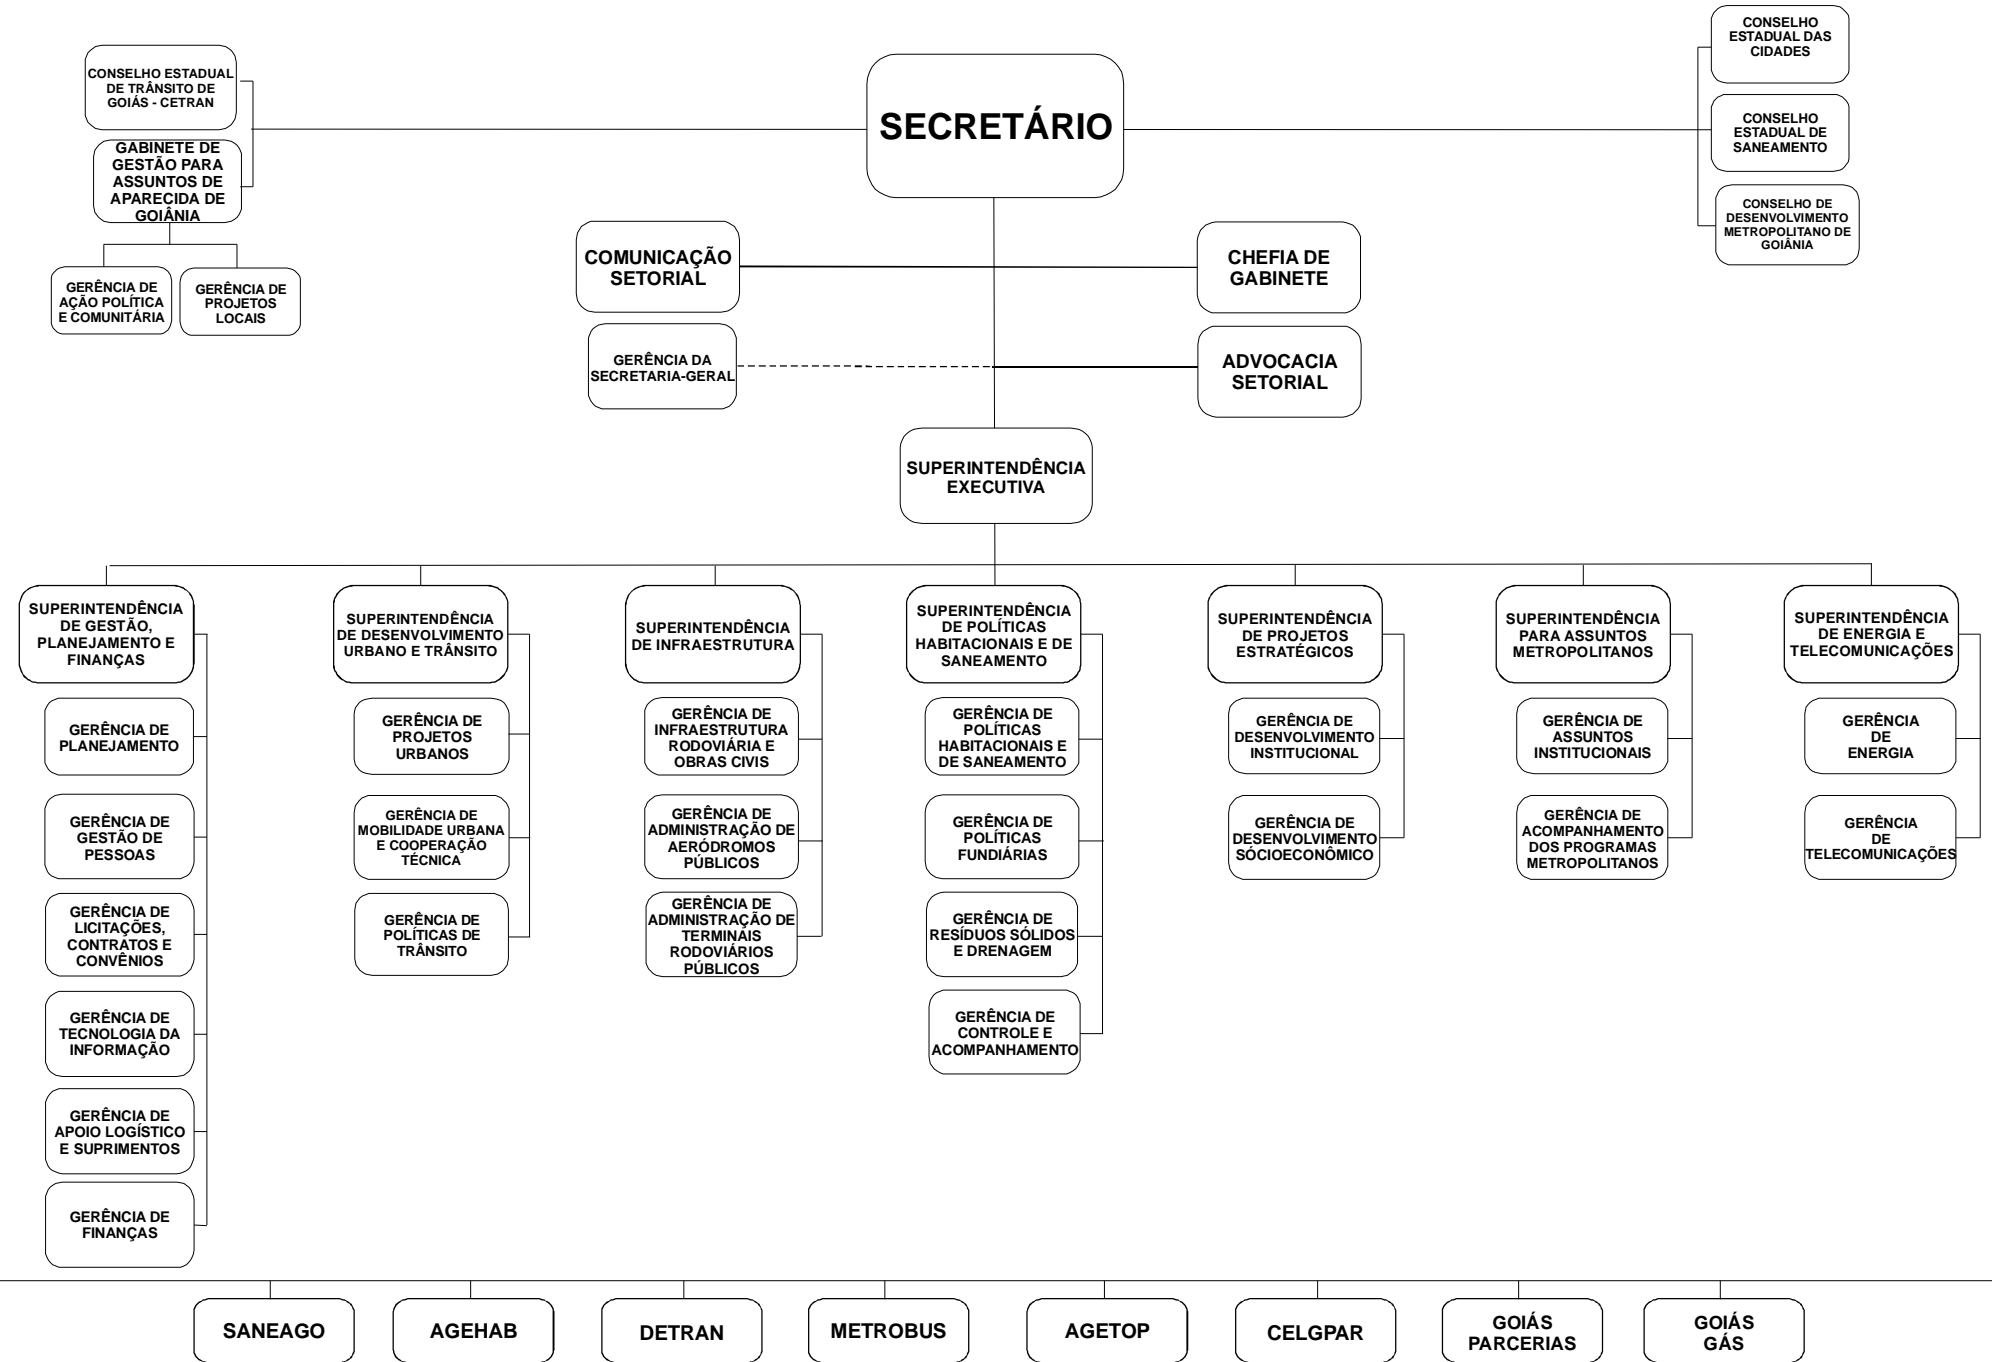 CONSELHO ESTADUAL
DE TRÂNSITO DE
GOIÁS - CETRAN
GABINETE DE
GESTÃO PARA
ASSUNTOS DE
APARECIDA DE
GOIÂNIA
GERÊNCIA DE
AÇÃO POLÍTICA
E COMUNITÁRIA
GERÊNCIA DE
PROJETOS
LOCAIS
SECRETÁRIO
CONSELHO
ESTADUAL DAS
CIDADES
CONSELHO
ESTADUAL DE
SANEAMENTO
CONSELHO DE
DESENVOLVIMENTO
METROPOLITANO DE
GOIÂNIA
COMUNICAÇÃO
SETORIAL
CHEFIA DE
GABINETE
GERÊNCIA DA
SECRETARIA-GERAL
ADVOCACIA
SETORIAL
SUPERINTENDÊNCIA
EXECUTIVA
SUPERINTENDÊNCIA
DE GESTÃO,
PLANEJAMENTO E
FINANÇAS
GERÊNCIA DE
PLANEJAMENTO
GERÊNCIA DE
GESTÃO DE
PESSOAS
GERÊNCIA DE
LICITAÇÕES,
CONTRATOS E
CONVÊNIOS
GERÊNCIA DE
TECNOLOGIA DA
INFORMAÇÃO
GERÊNCIA DE
APOIO LOGÍSTICO
E SUPRIMENTOS
GERÊNCIA DE
FINANÇAS
SUPERINTENDÊNCIA
DE DESENVOLVIMENTO
URBANO E TRÂNSITO
GERÊNCIA DE
PROJETOS
URBANOS
GERÊNCIA DE
MOBILIDADE URBANA
E COOPERAÇÃO
TÉCNICA
GERÊNCIA DE
POLÍTICAS DE
TRÂNSITO
SUPERINTENDÊNCIA
DE INFRAESTRUTURA
GERÊNCIA DE
INFRAESTRUTURA
RODOVIÁRIA E
OBRAS CIVIS
GERÊNCIA DE
ADMINISTRAÇÃO DE
AERÓDROMOS
PÚBLICOS
GERÊNCIA DE
ADMINISTRAÇÃO DE
TERMINAIS
RODOVIÁRIOS
PÚBLICOS
SUPERINTENDÊNCIA
DE POLÍTICAS
HABITACIONAIS E DE
SANEAMENTO
GERÊNCIA DE
POLÍTICAS
HABITACIONAIS E
DE SANEAMENTO
GERÊNCIA DE
POLÍTICAS
FUNDIÁRIAS
GERÊNCIA DE
RESÍDUOS SÓLIDOS
E DRENAGEM
GERÊNCIA DE
CONTROLE E
ACOMPANHAMENTO
SUPERINTENDÊNCIA
DE PROJETOS
ESTRATÉGICOS
GERÊNCIA DE
DESENVOLVIMENTO
INSTITUCIONAL
GERÊNCIA DE
DESENVOLVIMENTO
SÓCIOECONÔMICO
SUPERINTENDÊNCIA
PARA ASSUNTOS
METROPOLITANOS
GERÊNCIA DE
ASSUNTOS
INSTITUCIONAIS
GERÊNCIA DE
ACOMPANHAMENTO
DOS PROGRAMAS
METROPOLITANOS
SUPERINTENDÊNCIA
DE ENERGIA E
TELECOMUNICAÇÕES
GERÊNCIA
DE
ENERGIA
GERÊNCIA
DE
TELECOMUNICAÇÕES
SANEAGO
AGEHAB
DETRAN
METROBUS
AGETOP
CELGPAR
GOIÁS
PARCERIAS
GOIÁS
GÁS